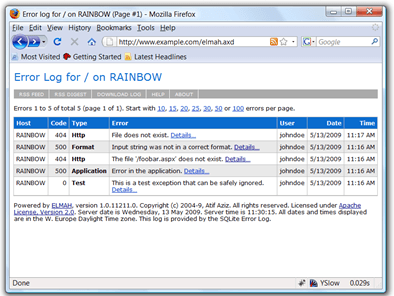 Error Log for / on RAINBOW (Page #1) - Mozilla Firefox
File Edit View History Bookmarks Tools Help
http://www.example.com/elmah.axd
Google
Most Visited Getting Started Latest Headlines
Error Log for / on RAINBOW
RSS FEED RSS DIGEST DOWNLOAD LOG HELP ABOUT
Errors 1 to 5 of total 5 (page 1 of 1). Start with 10, 15, 20, 25, 30, 50 or 100 errors per page.
Host Code Type Error User Date Time
RAINBOW 404 Http File does not exist. Details... johndoe 5/13/2009 11:17 AM
RAINBOW 500 Format Input string was not in a correct format. Details... johndoe 5/13/2009 11:16 AM
RAINBOW 404 Http The file '/foobar.aspx' does not exist. Details... johndoe 5/13/2009 11:16 AM
RAINBOW 500 Application Error in the application. Details... johndoe 5/13/2009 11:16 AM
RAINBOW 0 Test This is a test exception that can be safely ignored. Details... johndoe 5/13/2009 11:16 AM
Powered by ELMAH, version 1.0.11211.0. Copyright (c) 2004-9, Atif Aziz. All rights reserved. Licensed under Apache
License, Version 2.0. Server date is Wednesday, 13 May 2009. Server time is 11:30:15. All dates and times displayed
are in the W. Europe Daylight Time zone. This log is provided by the SQLite Error Log.
Done YSlow 0.029s